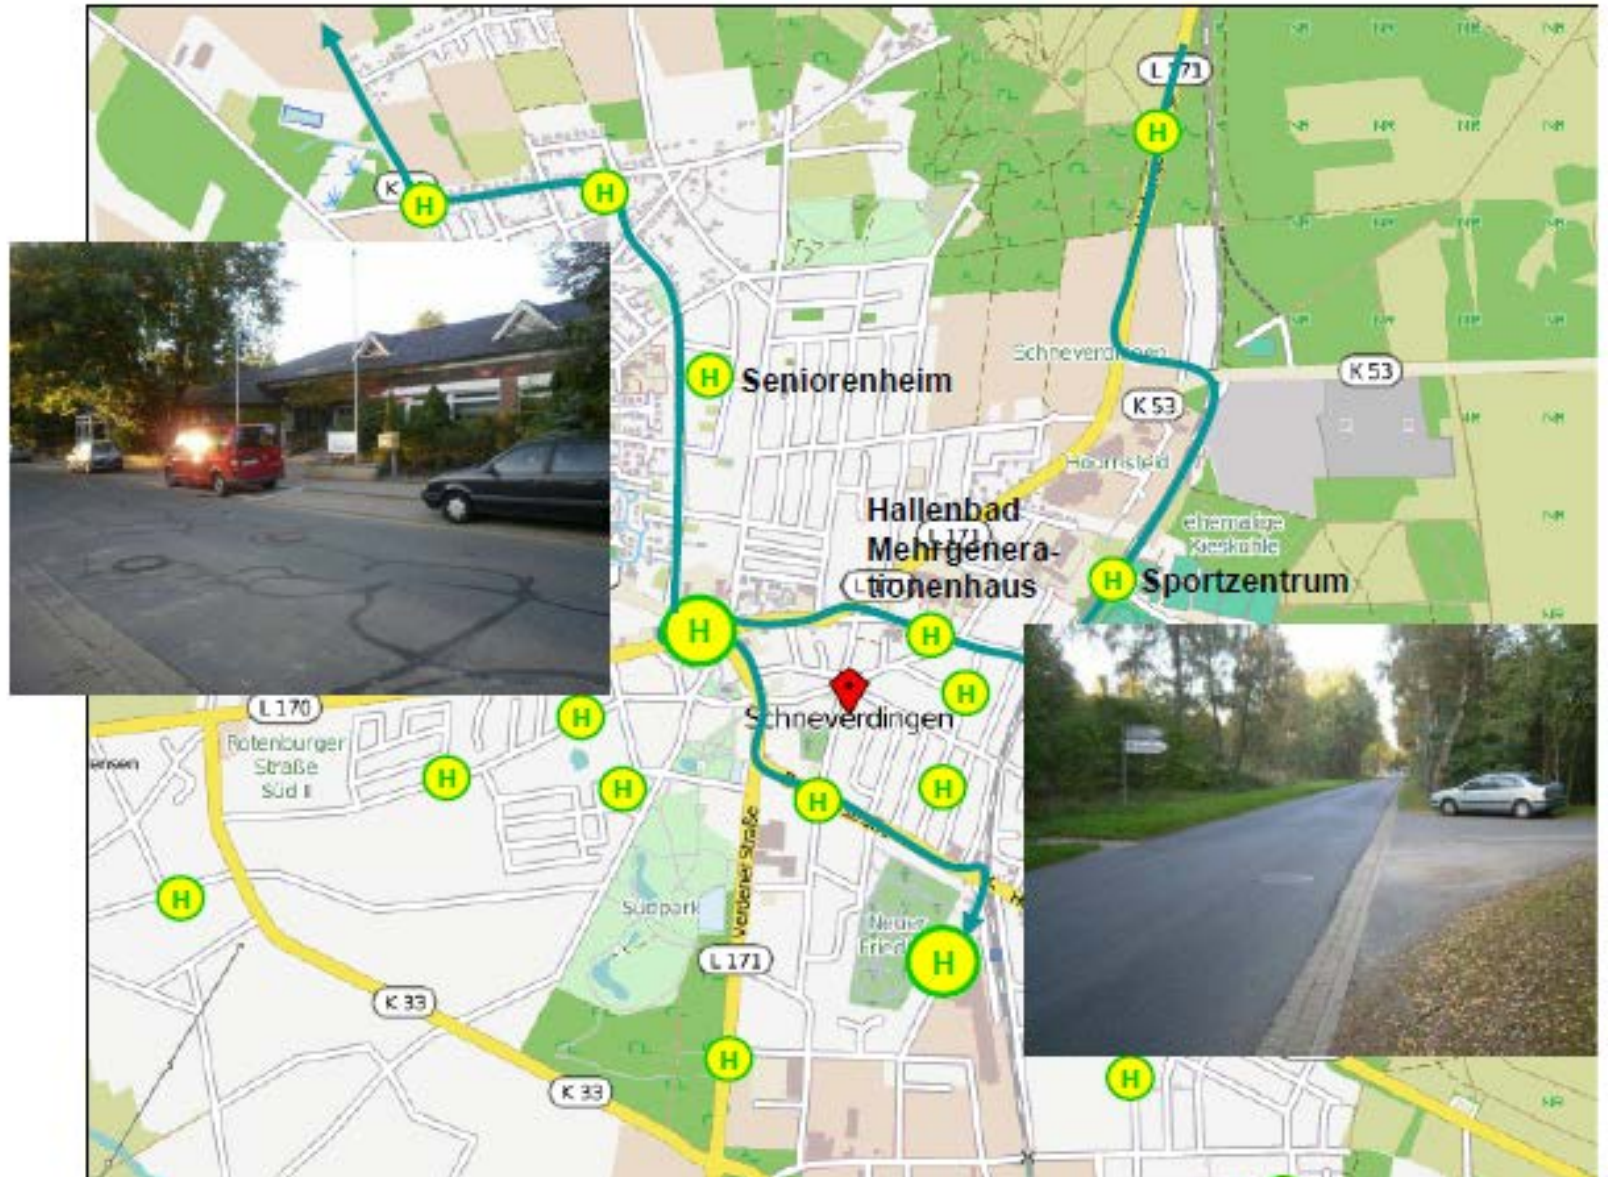 L 171
H
K
H
H
Schneverdingen
K 53
H
Seniorenheim
K 53
Hallenbad
L 171
Mehrgenera-
tionenhaus
ehemalige
Kieskuhle
H
Sportzentrum
H
H
H
Schneverdingen
L 170
H
Rotenburger
Straße
Süd II
H
H
H
H
H
Verdener Straße
Südpark
Neuer
H
L 171
K 33
H
H
K 33